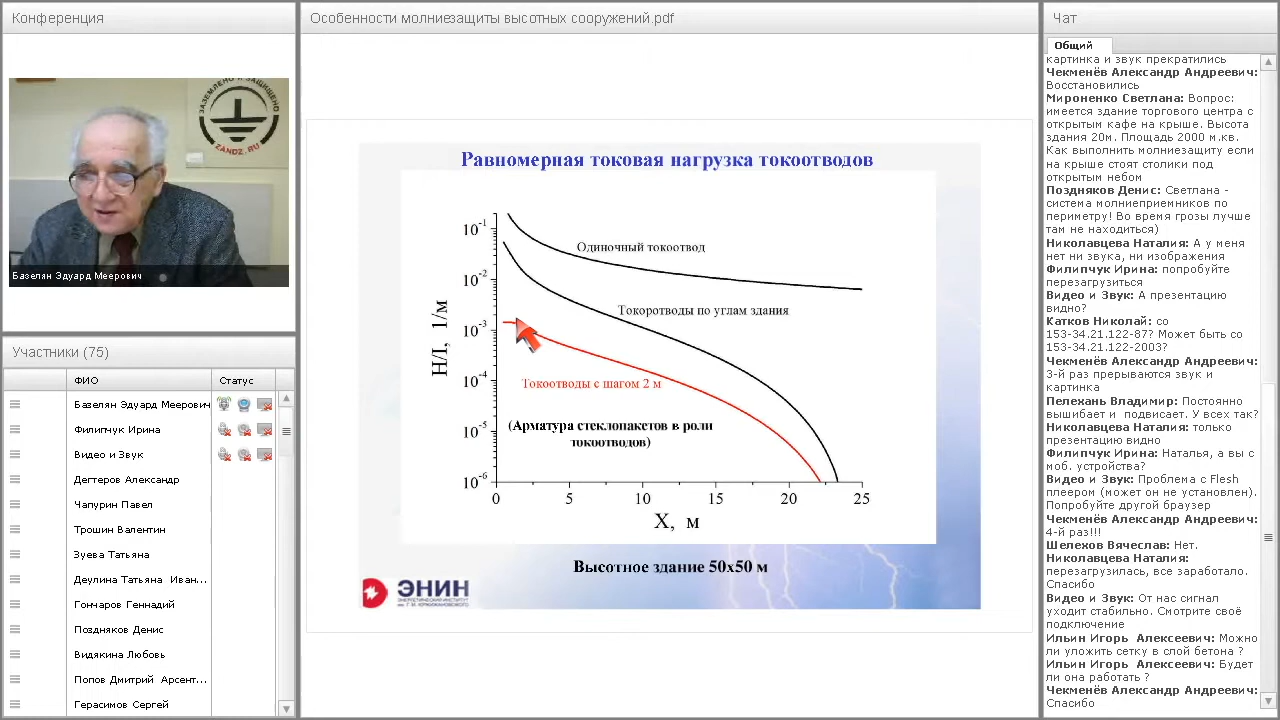 Конференция
ЗАЗЕМЛЕНО И ЗАЩИЩЕНО
ZANDZ.RU
Базелян Эдуард Меерович
Участники (75)
ФИО
Статус
Базелян Эдуард Меерович
Филипчук Ирина
Видео и Звук
Дегтеров Александр
Чапурин Павел
Трошин Валентин
Зуева Татьяна
Деулина Татьяна Иван...
Гончаров Геннадий
Поздняков Денис
Видякина Любовь
Попов Дмитрий Арсент...
Герасимов Сергей
Особенности молниезащиты высотных сооружений.pdf
Равномерная токовая нагрузка токоотводов
10⁻¹
Одиночный токоотвод
10⁻²
Токоротводы по углам здания
H/I, 1/м
10⁻³
10⁻⁴
Токоотводы с шагом 2 м
(Арматура стеклопакетов в роли
токоотводов)
10⁻⁵
10⁻⁶
0 5 10 15 20 25
X, м
Высотное здание 50х50 м
ЭНИН
Чат
Общий
картинка и звук прекратились
Чекменёв Александр Андреевич:
Восстановились
Мироненко Светлана: Вопрос:
имеется здание торгового центра с
открытым кафе на крыше. Высота
здания 20м. Площадь 2000 м.кв.
Как выполнить молниезащиту если
на крыше стоят столики под
открытым небом
Поздняков Денис: Светлана -
система молниеприемников по
периметру! Во время грозы лучше
там не находиться)
Николавцева Наталия: А у меня
нет ни звука, ни изображения
Филипчук Ирина: попробуйте
перезагрузиться
Видео и Звук: А презентацию
видно?
Катков Николай: со
153-34.21.122-87? Может быть
153-34.21.122-2003?
Чекменёв Александр Андреевич:
3-й раз прерываются звук и
картинка
Пелехань Владимир: Постоянно
вышибает и подвисает. У всех так?
Николавцева Наталия: только
презентацию видно
Филипчук Ирина: Наталья, а вы с
моб. устройства?
Видео и Звук: Проблема с Flesh
плеером (может он не установлен).
Попробуйте другой браузер
Чекменёв Александр Андреевич:
4-й раз!!!
Шелехов Вячеслав: Нет.
Николавцева Наталия:
перезагрузилась, все заработало.
Спасибо
Видео и Звук: От нас сигнал
уходит стабильно. Смотрите своё
подключение
Ильин Игорь Алексеевич: Можно
ли уложить сетку в слой бетона ?
Ильин Игорь Алексеевич: Будет
ли она работать ?
Чекменёв Александр Андреевич:
Спасибо